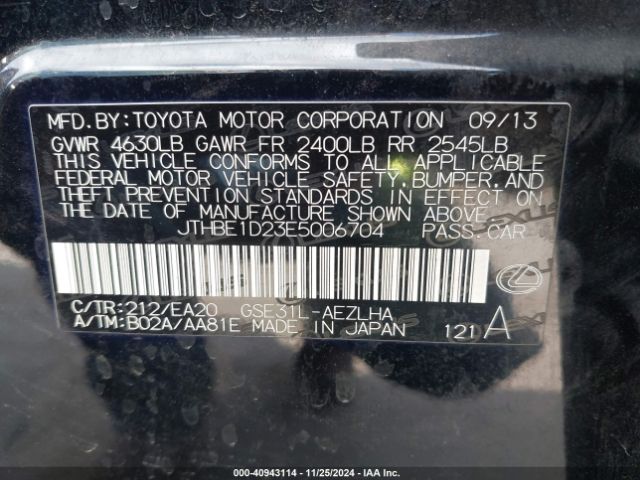 MFD.BY:TOYOTA MOTOR CORPORATION 09/13
GVWR 4630LB GAWR FR 2400LB RR 2545LB
THIS VEHICLE CONFORMS TO ALL APPLICABLE
FEDERAL MOTOR VEHICLE SAFETY,BUMPER,AND
THEFT PREVENTION STANDARDS IN EFFECT ON
THE DATE OF MANUFACTURE SHOWN ABOVE
JTHBE1D23E5006704 PASS.CAR
C/TR:212/EA20 GSE31L-AEZLHA
A/TM:B02A/AA81E MADE IN JAPAN 121 A
STOCK: 40943114 - 11/25/2024 - IAA Inc.